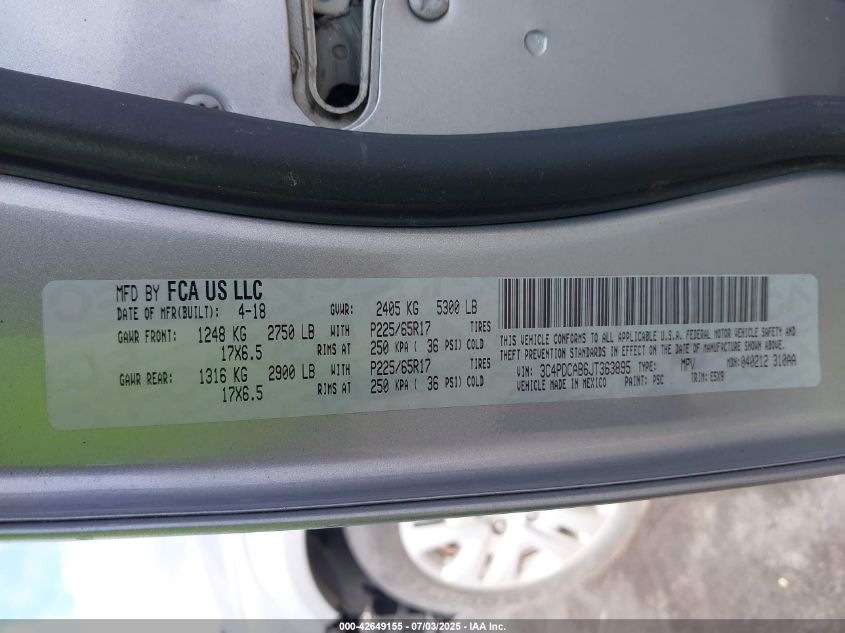 MFD BY FCA US LLC
DATE OF MFR(BUILT): 4-18 GVWR: 2405 KG 5300 LB
GAWR FRONT: 1248 KG 2750 LB WITH P225/65R17 TIRES
17X6.5 RIMS AT 250 KPA ( 36 PSI) COLD
GAWR REAR: 1316 KG 2900 LB WITH P225/65R17 TIRES
17X6.5 RIMS AT 250 KPA ( 36 PSI) COLD
THIS VEHICLE CONFORMS TO ALL APPLICABLE U.S.A. FEDERAL MOTOR VEHICLE SAFETY AND
THEFT PREVENTION STANDARDS IN EFFECT ON THE DATE OF MANUFACTURE SHOWN ABOVE.
VIN: 3C4PDCAB6JT363895 TYPE: MPV MDH: 040212 310AA
VEHICLE MADE IN MEXICO PAINT: PSC TRIM: E5X9
000-42649155 - 07/03/2025 - IAA Inc.